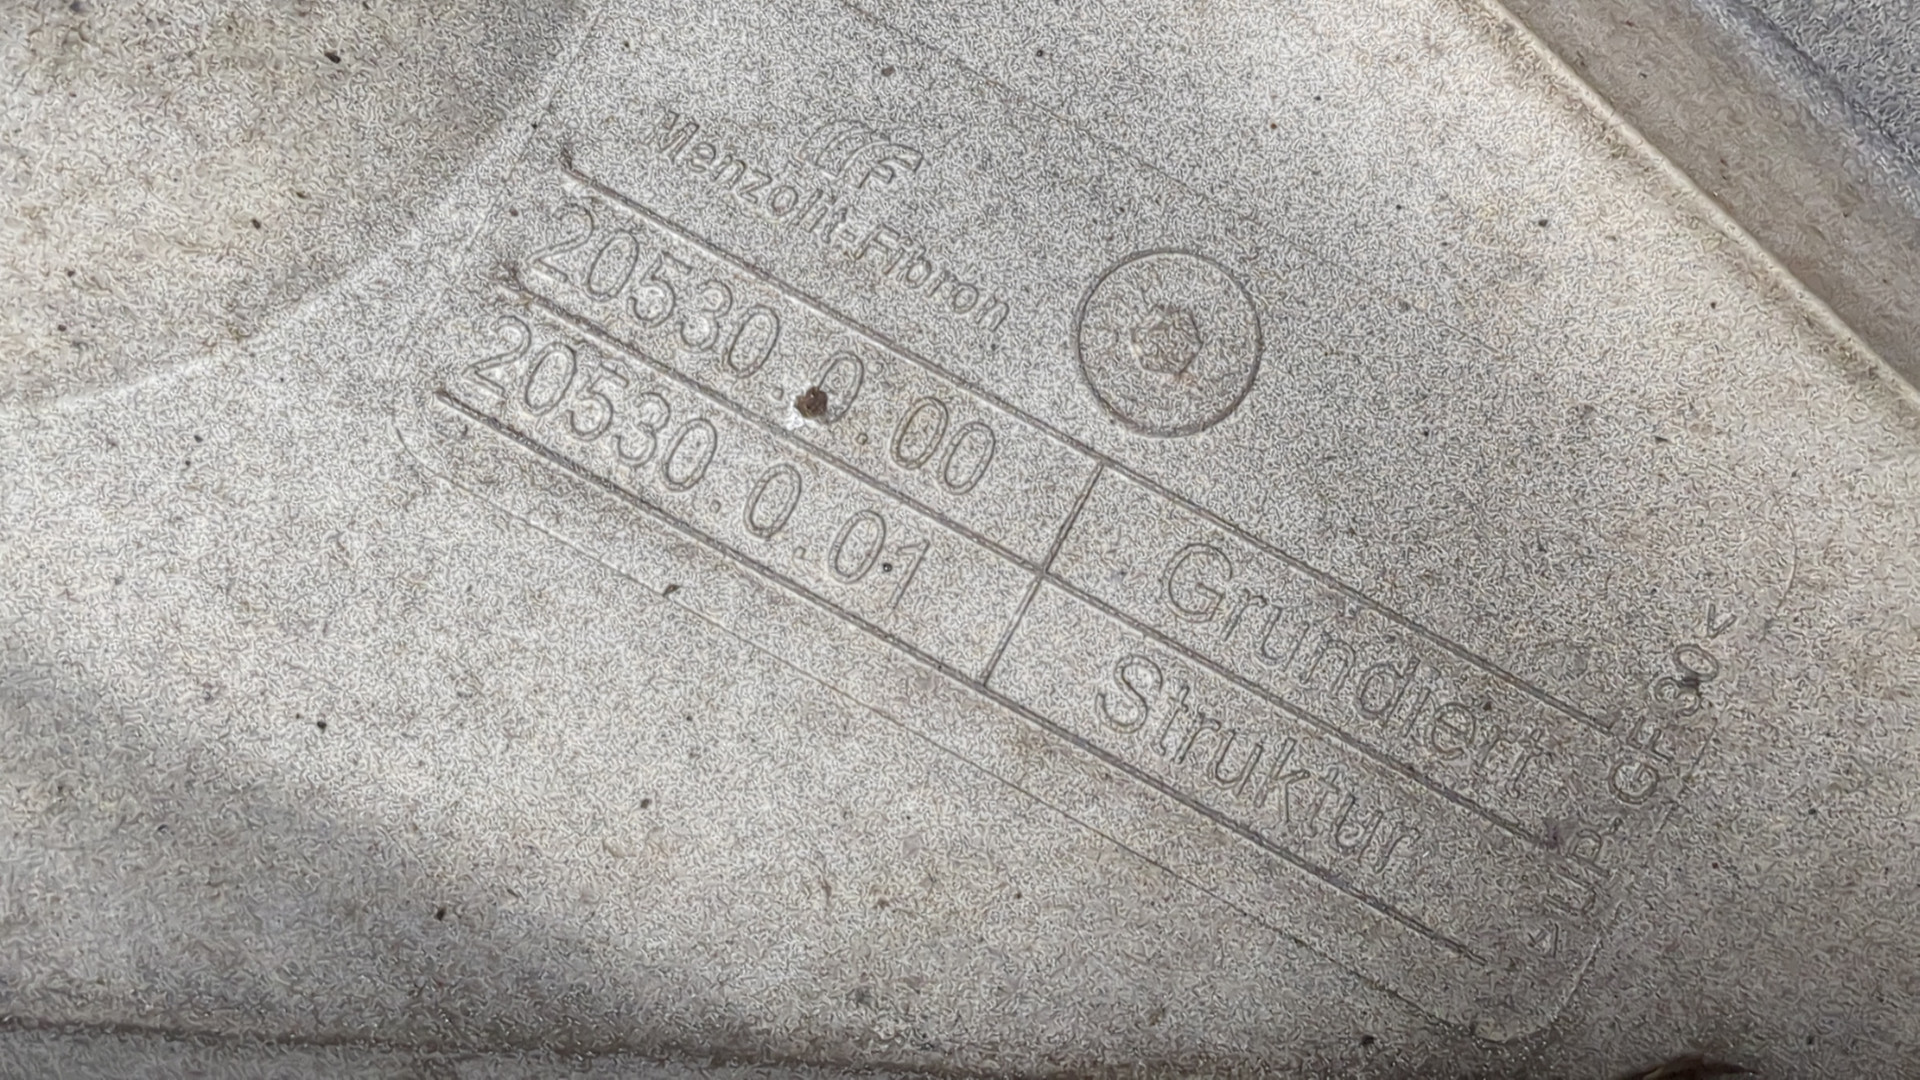 Menzolit-Fibron
20530.0.00 Grundiert
20530.0.01 Struktur